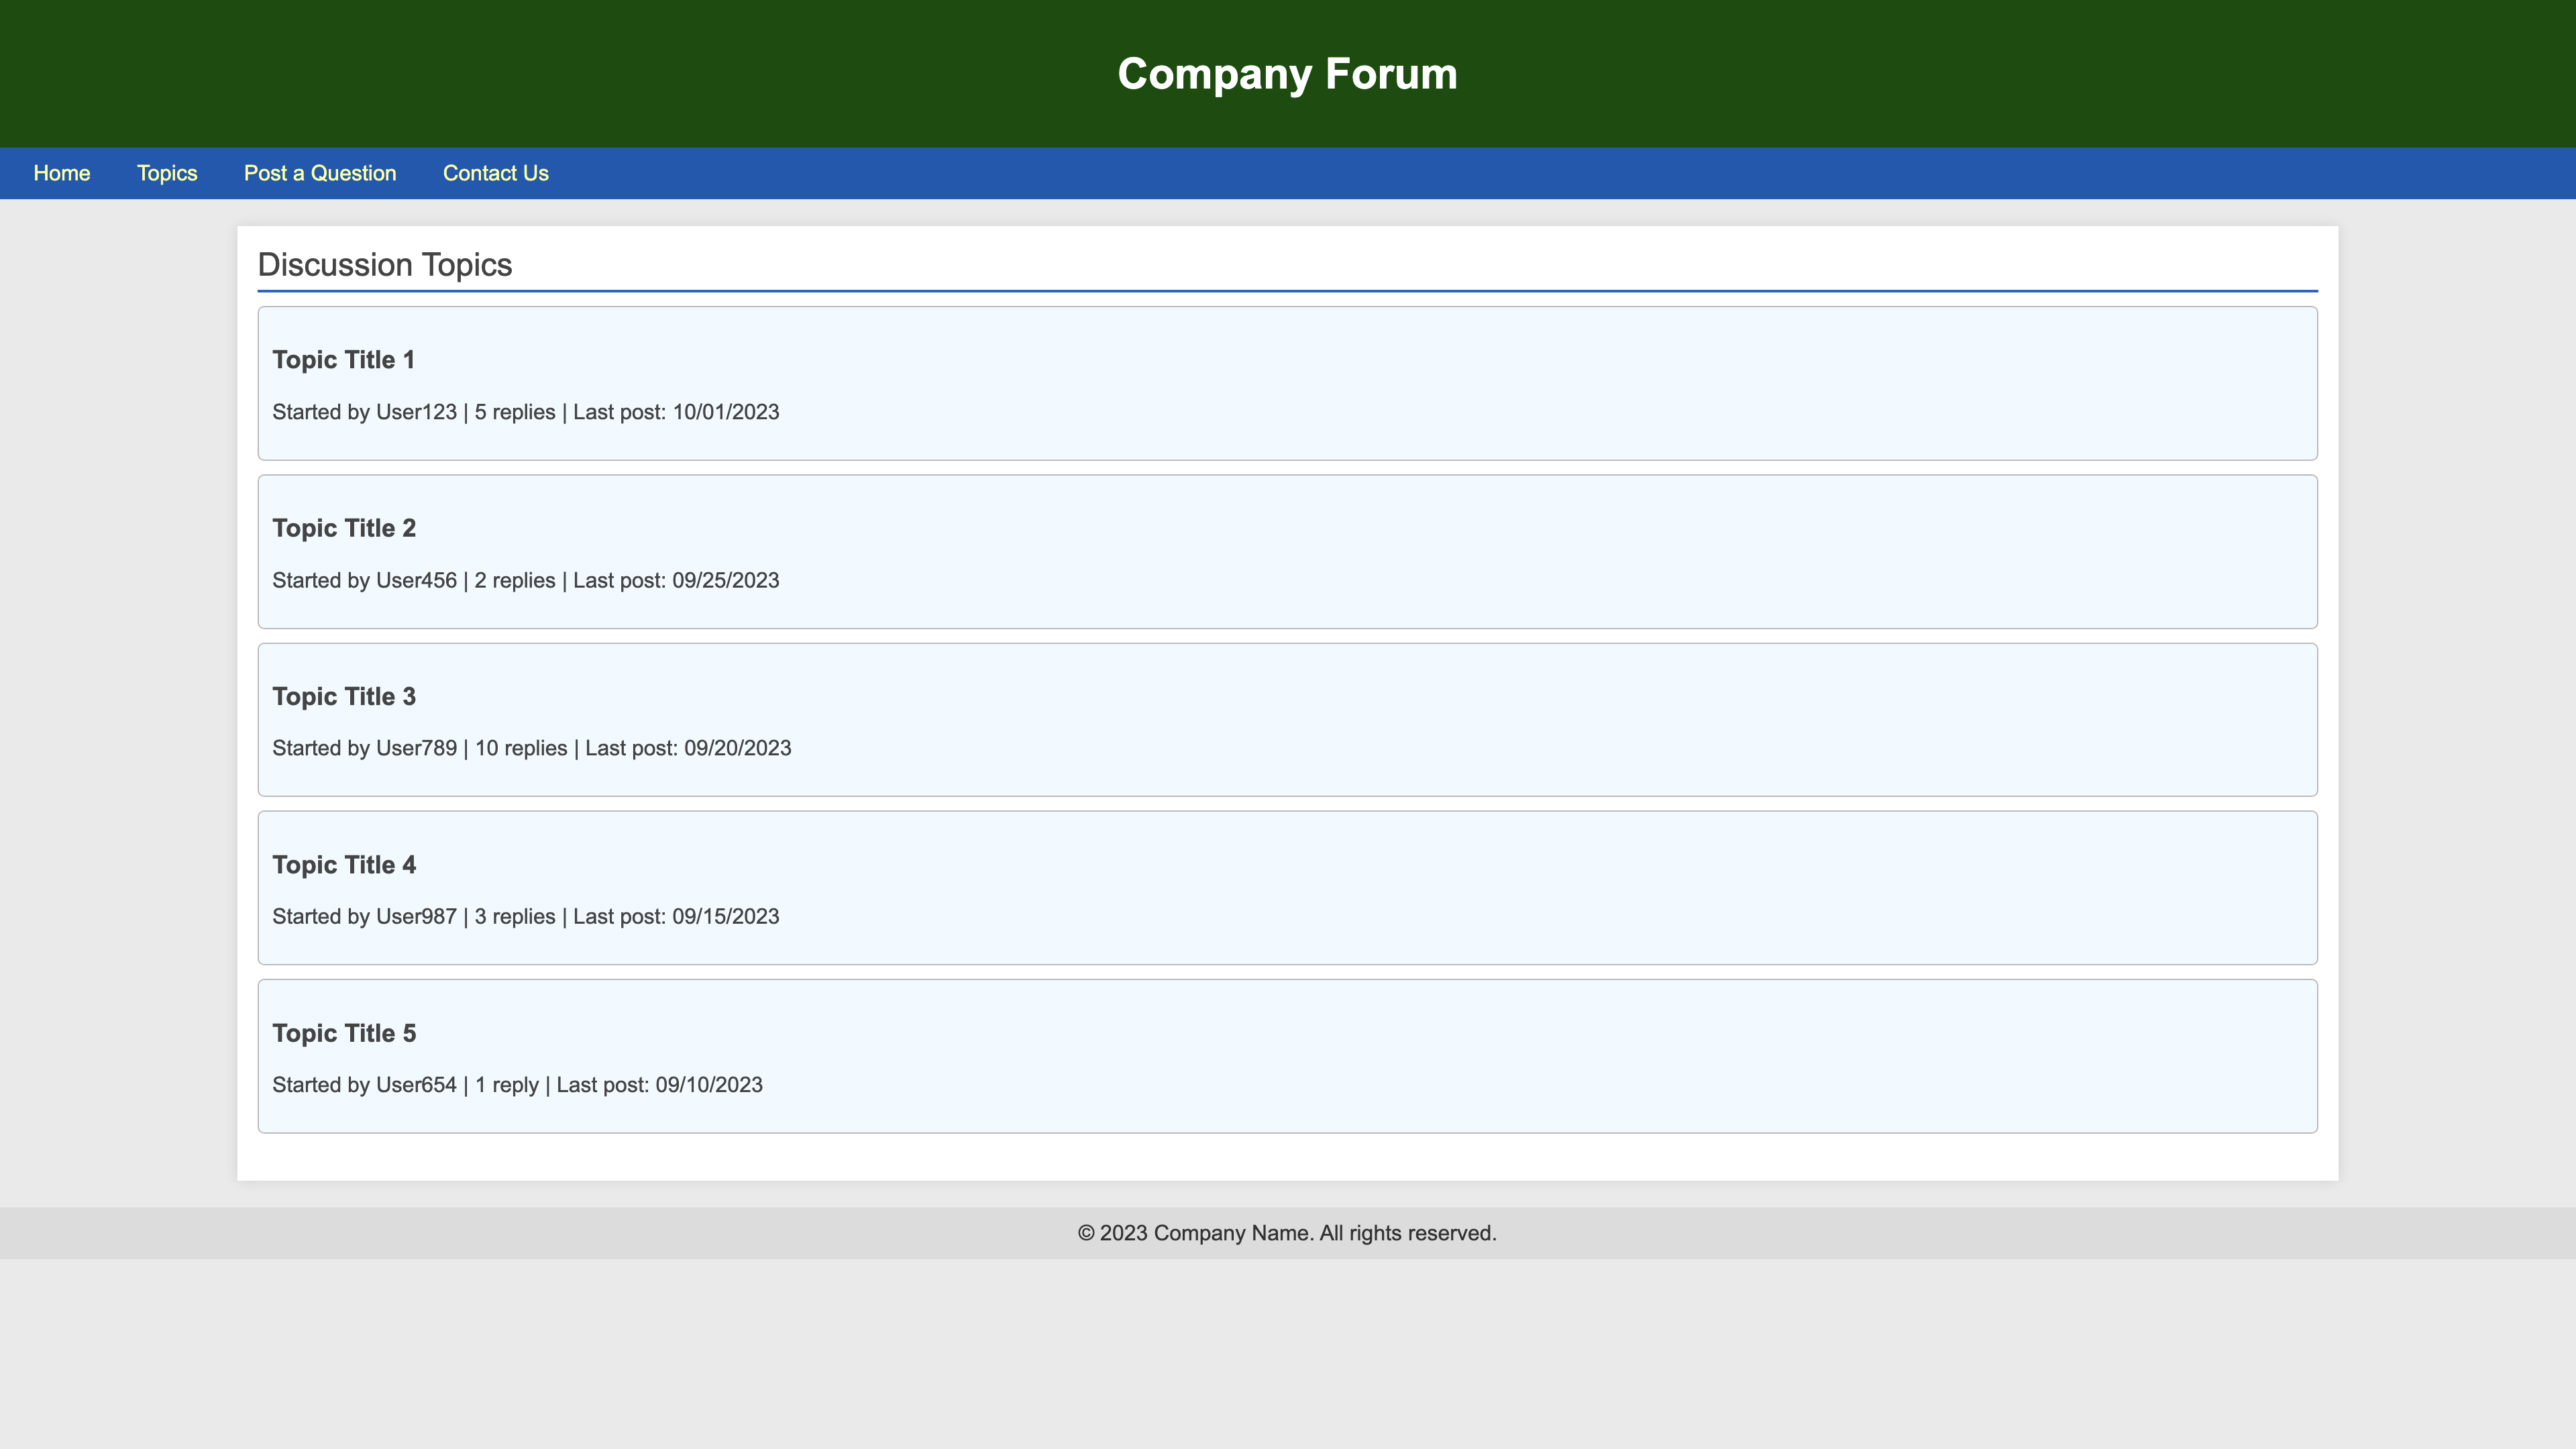 Company Forum
Home Topics Post a Question Contact Us
Discussion Topics
Topic Title 1
Started by User123 | 5 replies | Last post: 10/01/2023
Topic Title 2
Started by User456 | 2 replies | Last post: 09/25/2023
Topic Title 3
Started by User789 | 10 replies | Last post: 09/20/2023
Topic Title 4
Started by User987 | 3 replies | Last post: 09/15/2023
Topic Title 5
Started by User654 | 1 reply | Last post: 09/10/2023
© 2023 Company Name. All rights reserved.